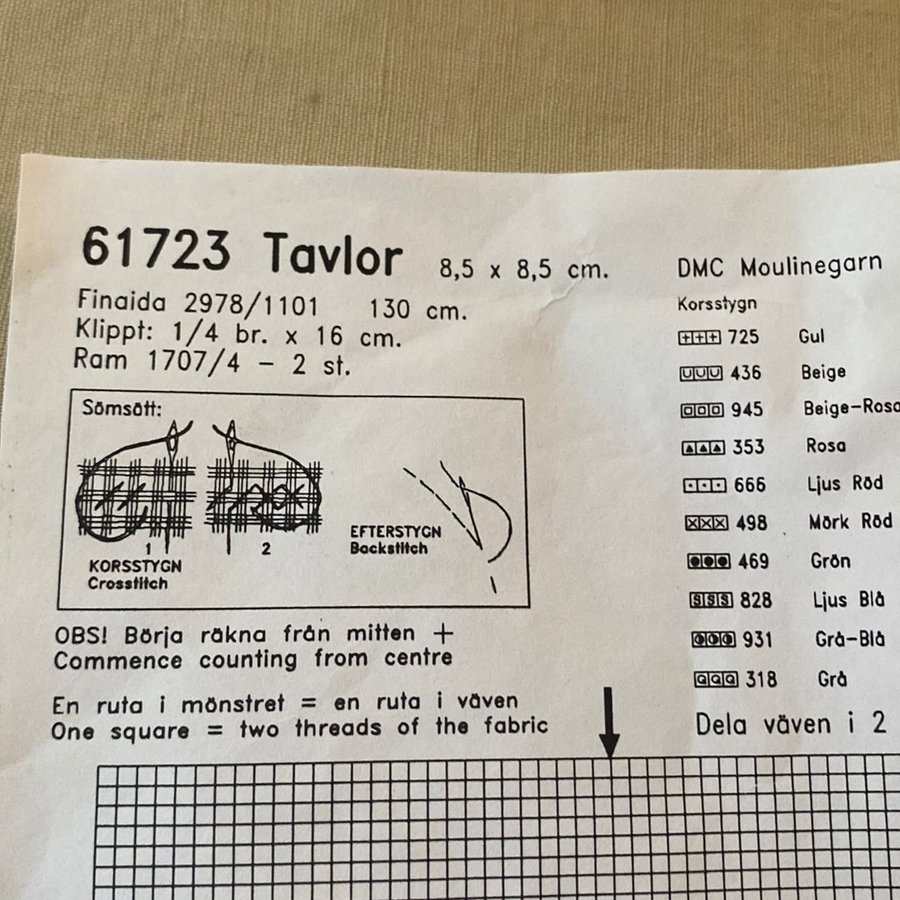 61723 Tavlor 8,5 x 8,5 cm.
Finaida 2978/1101 130 cm.
Klippt: 1/4 br. x 16 cm.
Ram 1707/4 - 2 st.
Sömsätt:
1
2
KORSSTYGN
Crosstitch
EFTERSTYGN
Backstitch
OBS! Börja räkna från mitten +
Commence counting from centre
En ruta i mönstret = en ruta i väven
One square = two threads of the fabric
DMC Moulinegarn
Korsstygn
+++ 725 Gul
UUU 436 Beige
945 Beige-Rosa
353 Rosa
666 Ljus Röd
XXX 498 Mörk Röd
469 Grön
SSS 828 Ljus Blå
931 Grå-Blå
318 Grå
Dela väven i 2